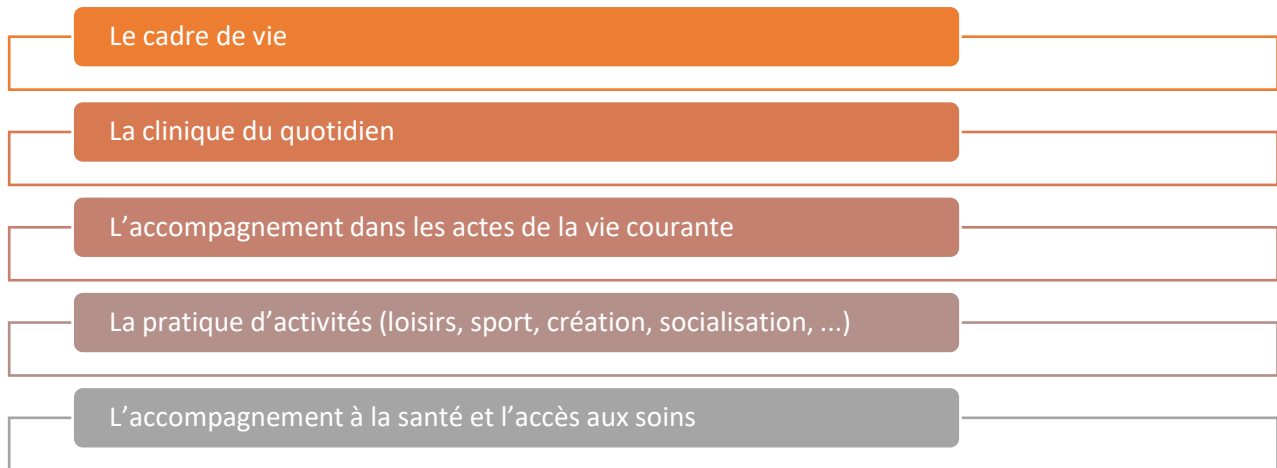 Le cadre de vie
La clinique du quotidien
L’accompagnement dans les actes de la vie courante
La pratique d’activités (loisirs, sport, création, socialisation, ...)
L’accompagnement à la santé et l’accès aux soins